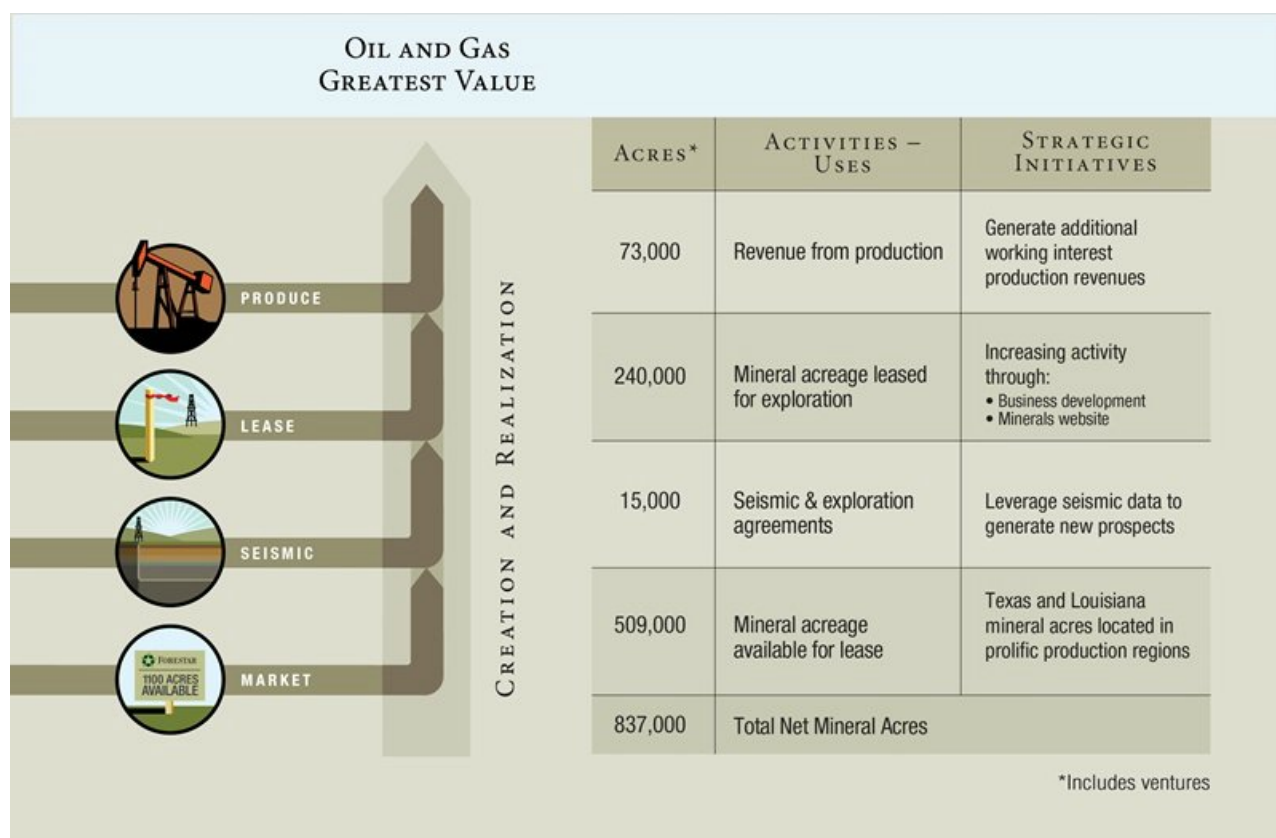 OIL AND GAS
GREATEST VALUE
ACRES*
ACTIVITIES –
USES
STRATEGIC
INITIATIVES
PRODUCE
73,000
Revenue from production
Generate additional
working interest
production revenues
LEASE
240,000
Mineral acreage leased
for exploration
Increasing activity
through:
• Business development
• Minerals website
SEISMIC
15,000
Seismic & exploration
agreements
Leverage seismic data to
generate new prospects
FORESTAR
1100 ACRES
AVAILABLE
MARKET
509,000
Mineral acreage
available for lease
Texas and Louisiana
mineral acres located in
prolific production regions
CREATION AND REALIZATION
837,000
Total Net Mineral Acres
*Includes ventures